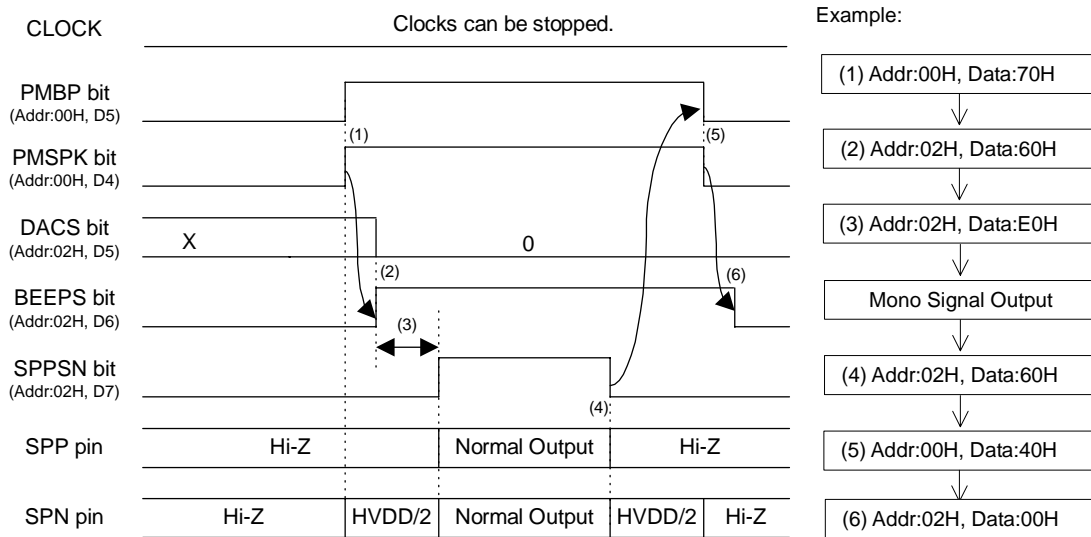 CLOCK
Clocks can be stopped.
Example:
PMBP bit
(Addr:00H, D5)
(1)
(5)
PMSPK bit
(Addr:00H, D4)
DACS bit
(Addr:02H, D5)
X
0
(2)
(6)
BEEPS bit
(Addr:02H, D6)
(3)
SPPSN bit
(Addr:02H, D7)
(4)
SPP pin
Hi-Z
Normal Output
Hi-Z
SPN pin
Hi-Z
HVDD/2
Normal Output
HVDD/2
Hi-Z
(1) Addr:00H, Data:70H
(2) Addr:02H, Data:60H
(3) Addr:02H, Data:E0H
Mono Signal Output
(4) Addr:02H, Data:60H
(5) Addr:00H, Data:40H
(6) Addr:02H, Data:00H